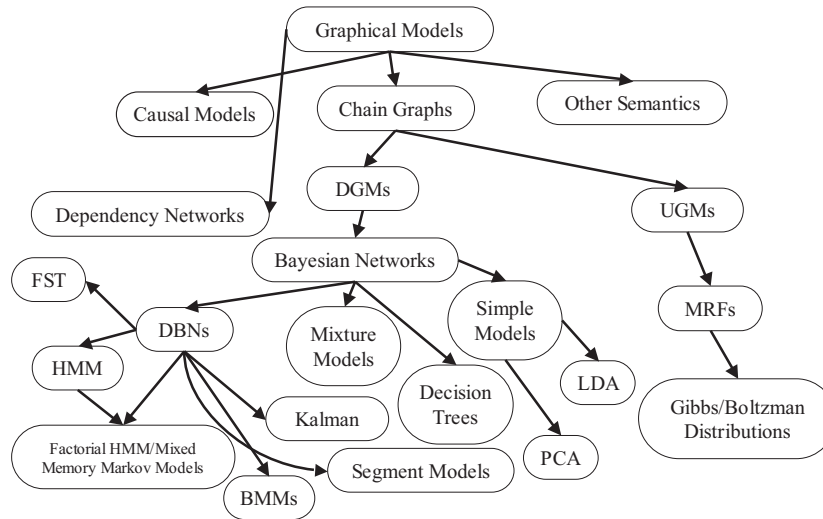 Graphical Models
Causal Models
Chain Graphs
Other Semantics
DGMs
Dependency Networks
UGMs
Bayesian Networks
FST
DBNs
Mixture
Models
Simple
Models
MRFs
HMM
LDA
Decision
Trees
Kalman
Gibbs/Boltzman
Distributions
Factorial HMM/Mixed
Memory Markov Models
Segment Models
PCA
BMMs